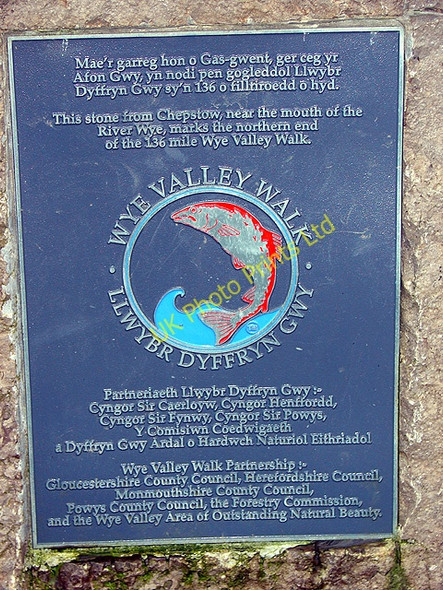 Mae'r garreg hon o Gas-gwent, ger ceg yr
Afon Gwy, yn nodi pen gogleddol Llwybr
Dyffryn Gwy sy'n 136 o filltiroedd o hyd.
This stone from Chepstow, near the mouth of the
River Wye, marks the northern end
of the 136 mile Wye Valley Walk.
WYE VALLEY WALK
LLWYBR DYFFRYN GWY
UK Photo Prints Ltd
Partneriaeth Llwybr Dyffryn Gwy :-
Cyngor Sir Caerloyw, Cyngor Henffordd,
Cyngor Sir Fynwy, Cyngor Sir Powys,
Y Comisiwn Coedwigaeth
a Dyffryn Gwy Ardal o Harddwch Naturiol Eithriadol
Wye Valley Walk Partnership :-
Gloucestershire County Council, Herefordshire Council,
Monmouthshire County Council,
Powys County Council, the Forestry Commission,
and the Wye Valley Area of Outstanding Natural Beauty.